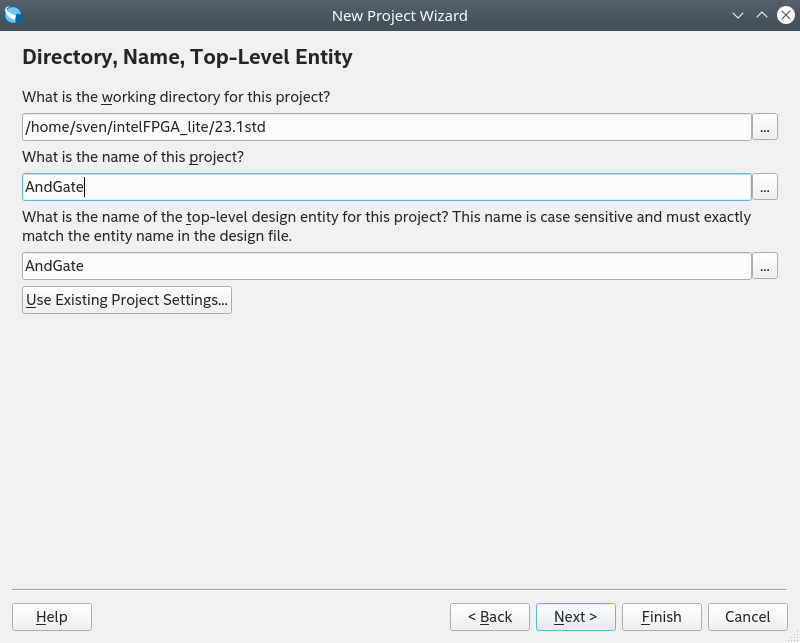 New Project Wizard
Directory, Name, Top-Level Entity
What is the working directory for this project?
/home/sven/intelFPGA_lite/23.1std
...
What is the name of this project?
AndGate
...
What is the name of the top-level design entity for this project? This name is case sensitive and must exactly
match the entity name in the design file.
AndGate
...
Use Existing Project Settings...
Help
< Back
Next >
Finish
Cancel